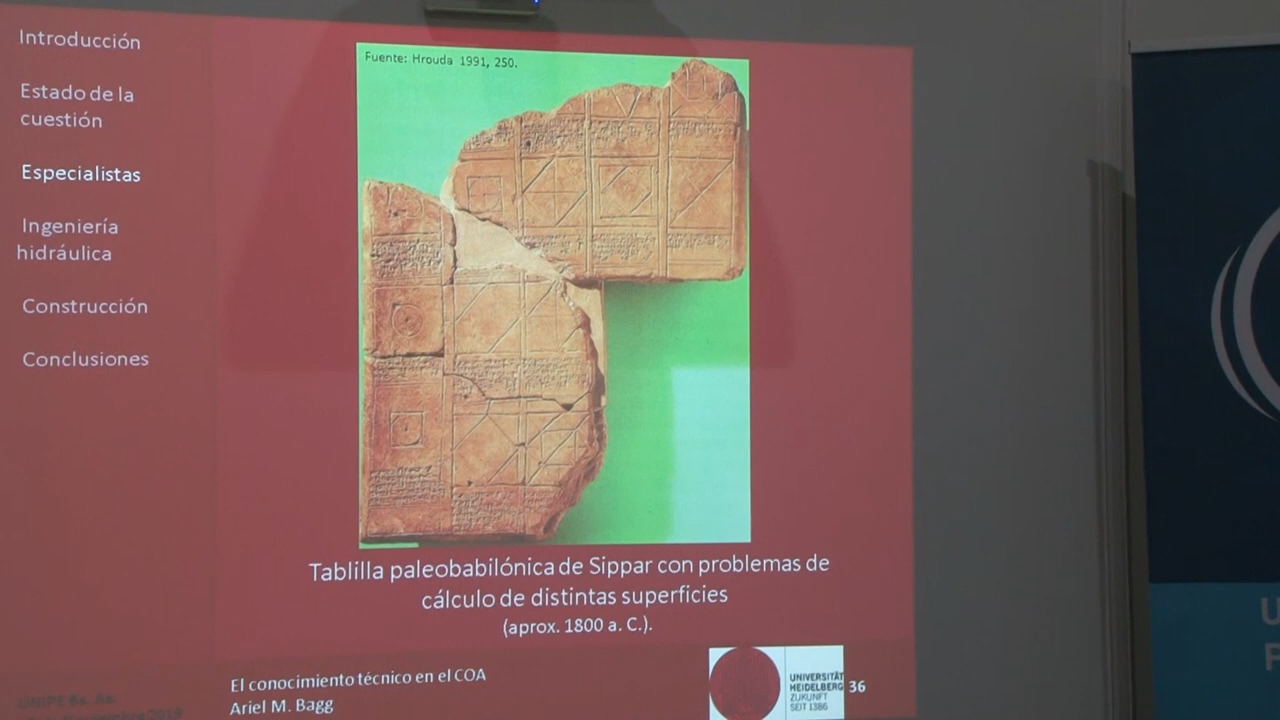 Introducción
Estado de la
cuestión
Especialistas
Ingeniería
hidráulica
Construcción
Conclusiones
Fuente: Hrouda 1991, 250.
Tablilla paleobabilónica de Sippar con problemas de
cálculo de distintas superficies
(aprox. 1800 a. C.).
El conocimiento técnico en el COA
Ariel M. Bagg
UNIVERSITÄT
HEIDELBERG
ZUKUNFT
SEIT 1386
36
U
P